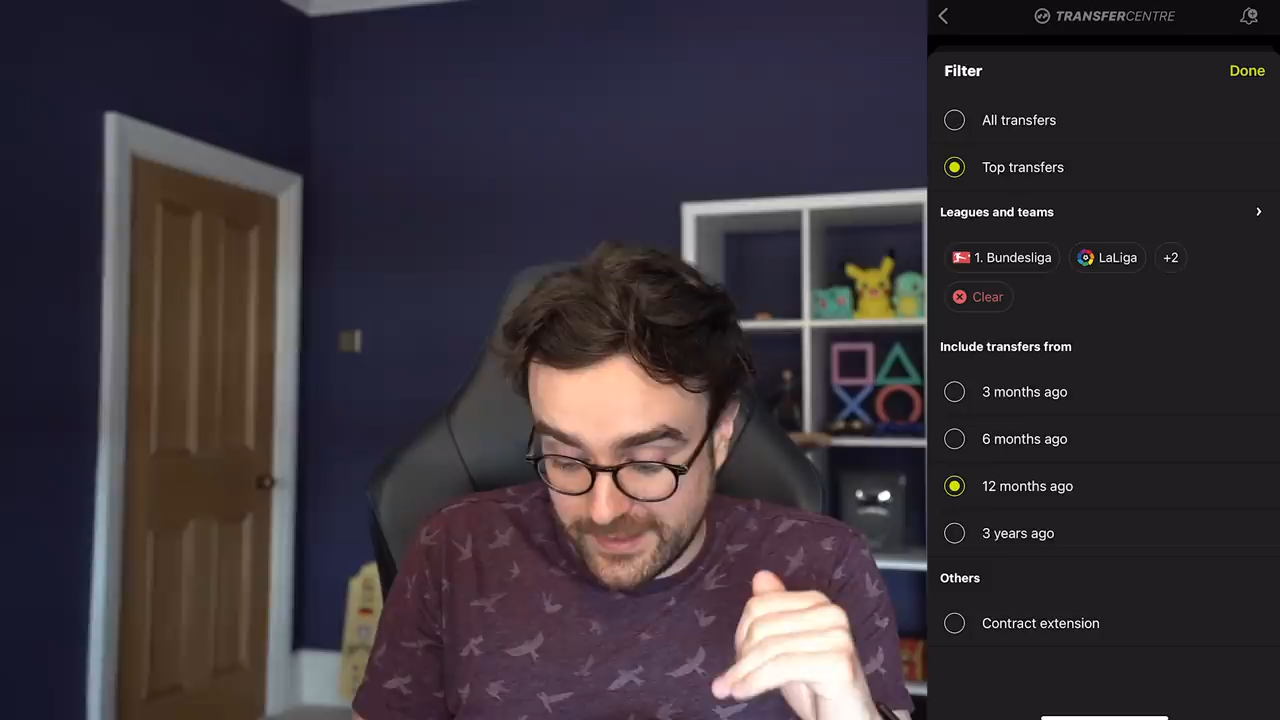 TRANSFERCENTRE
Filter
Done
All transfers
Top transfers
Leagues and teams
1. Bundesliga
LaLiga
+2
Clear
Include transfers from
3 months ago
6 months ago
12 months ago
3 years ago
Others
Contract extension